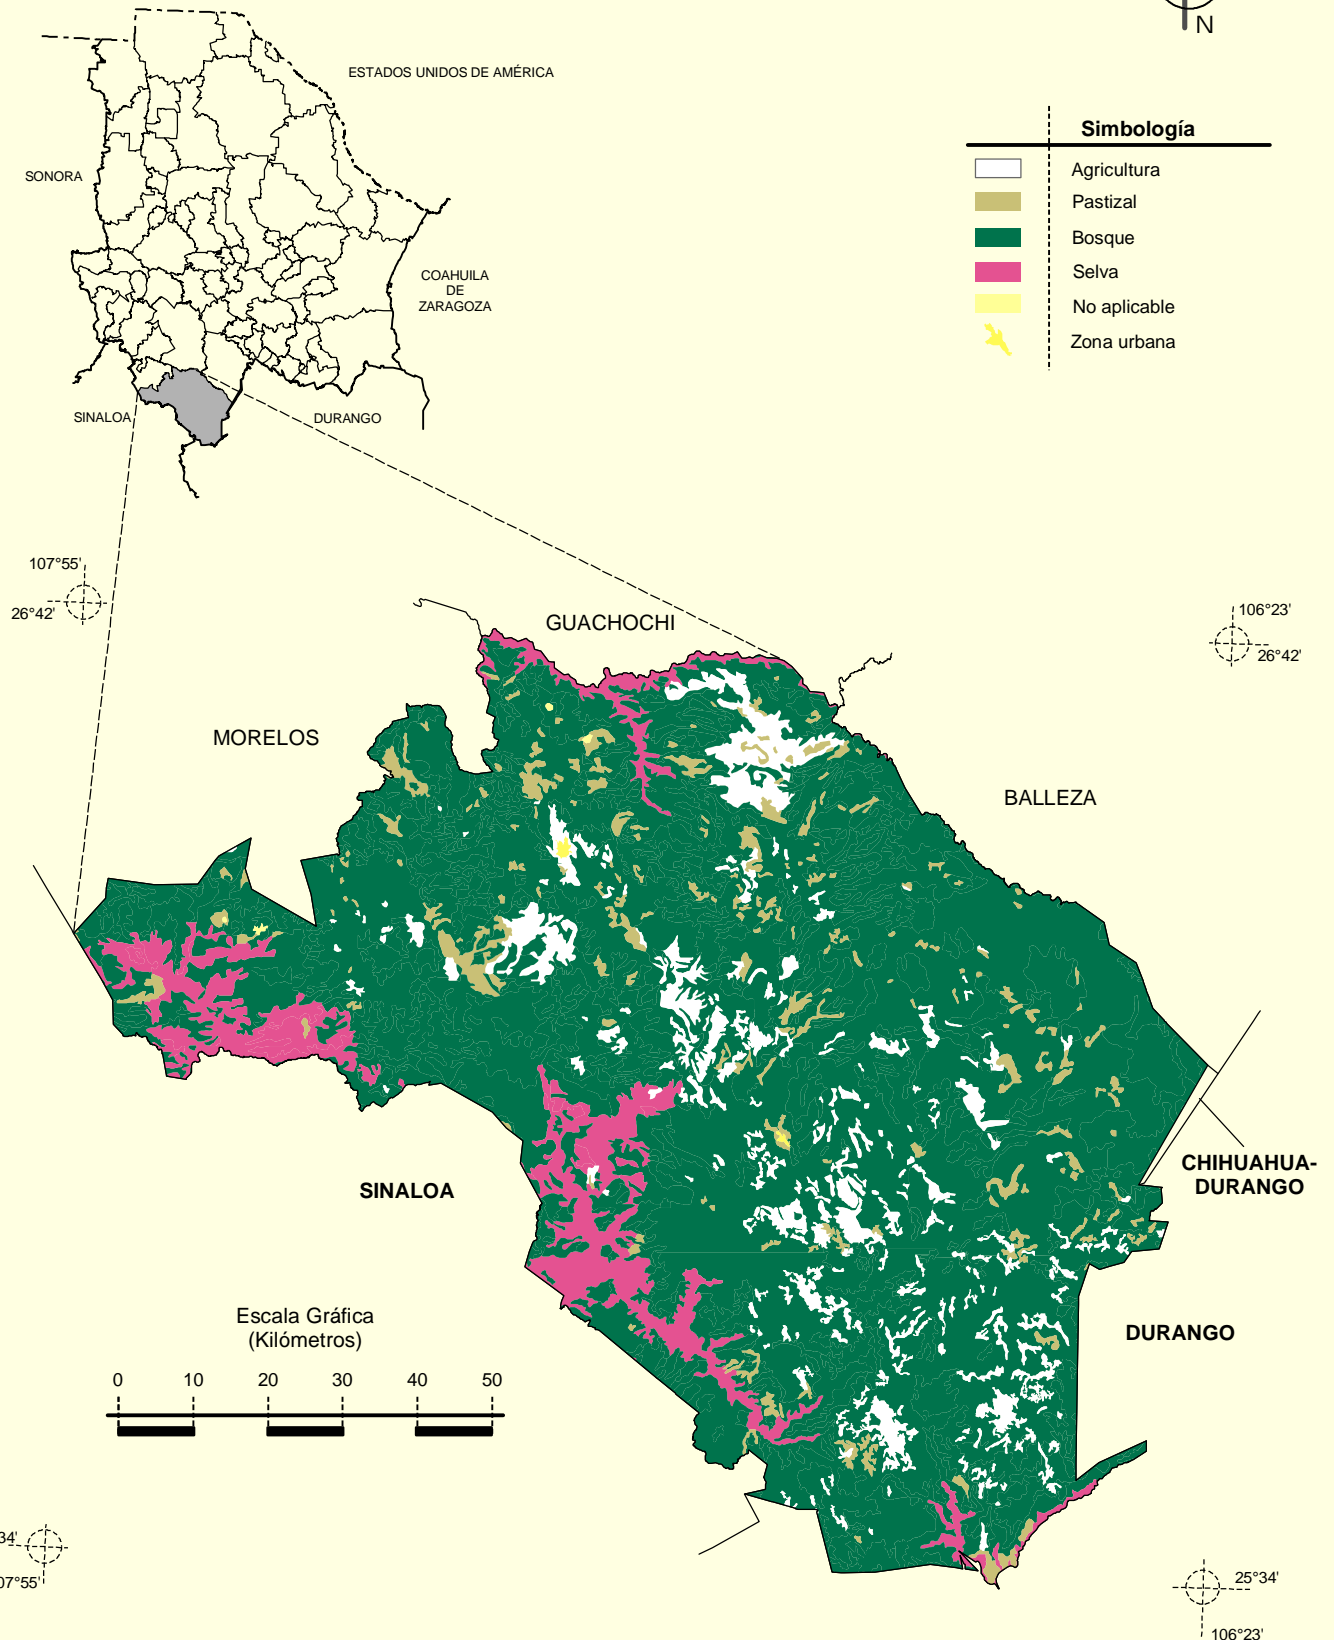 N
ESTADOS UNIDOS DE AMÉRICA
SONORA
COAHUILA
DE
ZARAGOZA
SINALOA
DURANGO
Simbología
Agricultura
Pastizal
Bosque
Selva
No aplicable
Zona urbana
107°55'
26°42'
106°23'
26°42'
GUACHOCHI
MORELOS
BALLEZA
SINALOA
CHIHUAHUA-
DURANGO
DURANGO
Escala Gráfica
(Kilómetros)
0 10 20 30 40 50
34'
07°55'
25°34'
106°23'